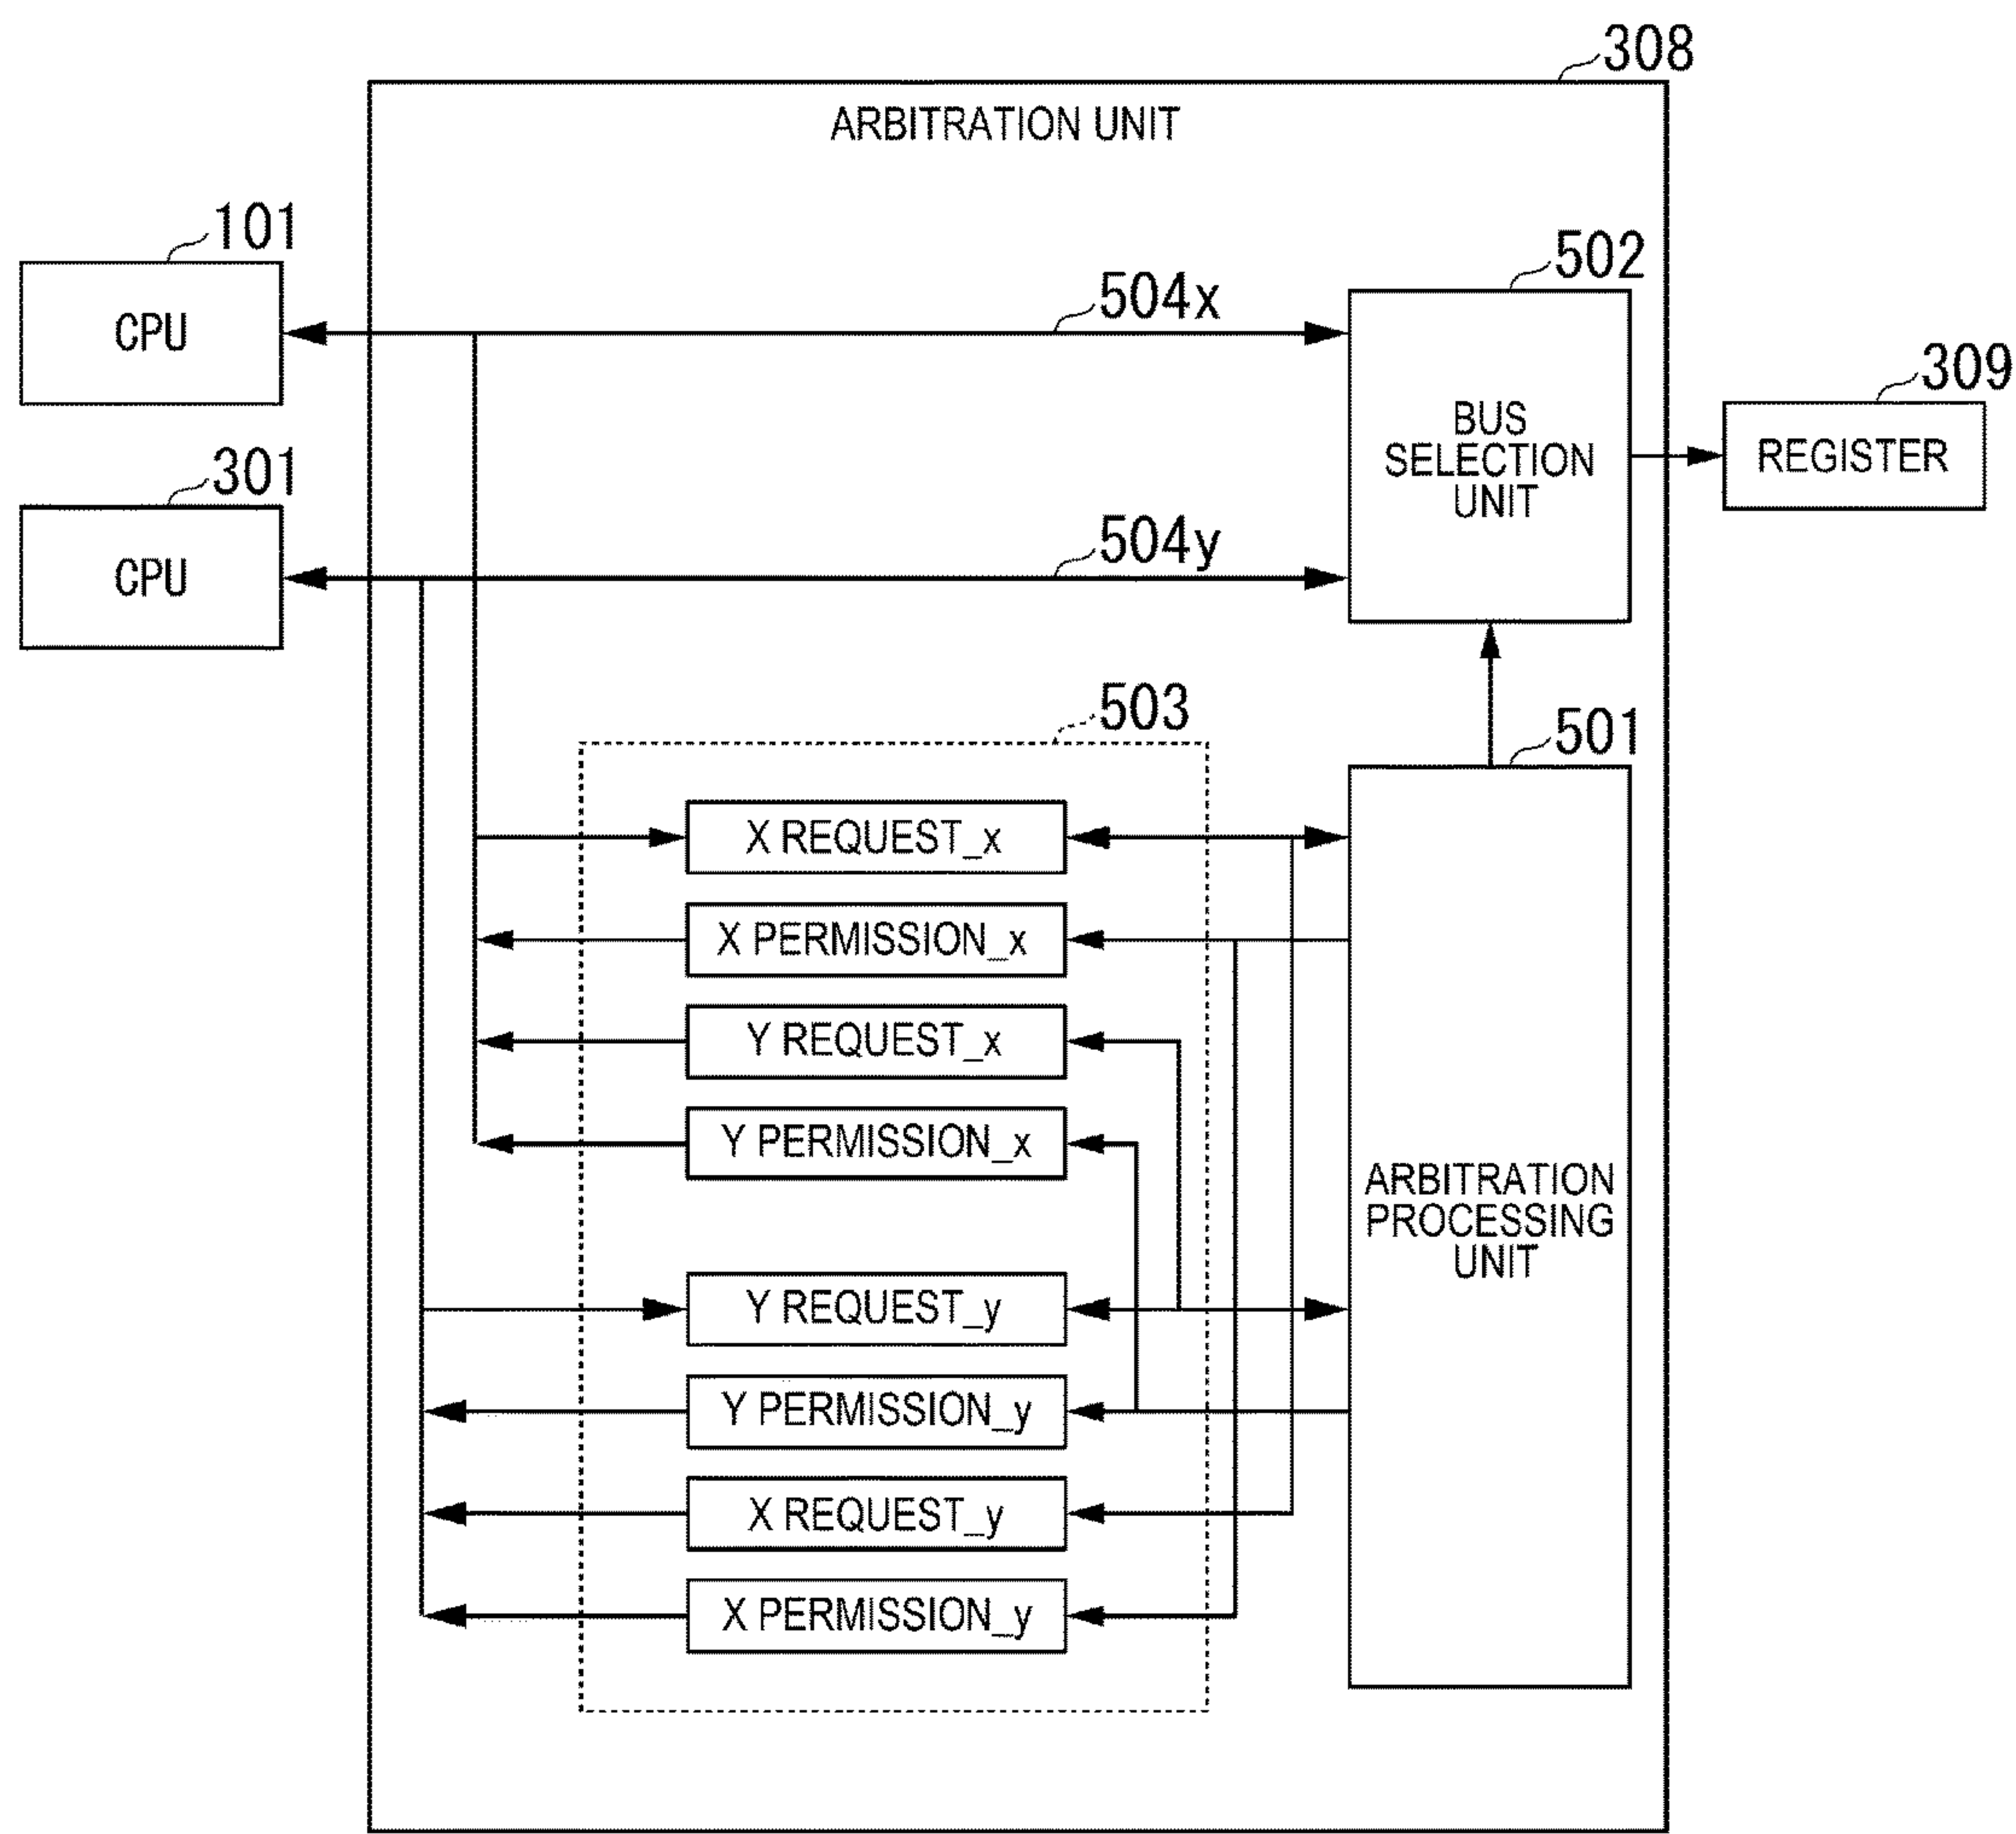 308
ARBITRATION UNIT
101
CPU
504x
502
BUS
SELECTION
UNIT
309
REGISTER
301
CPU
504y
503
501
X REQUEST_x
X PERMISSION_x
Y REQUEST_x
Y PERMISSION_x
ARBITRATION
PROCESSING
UNIT
Y REQUEST_y
Y PERMISSION_y
X REQUEST_y
X PERMISSION_y